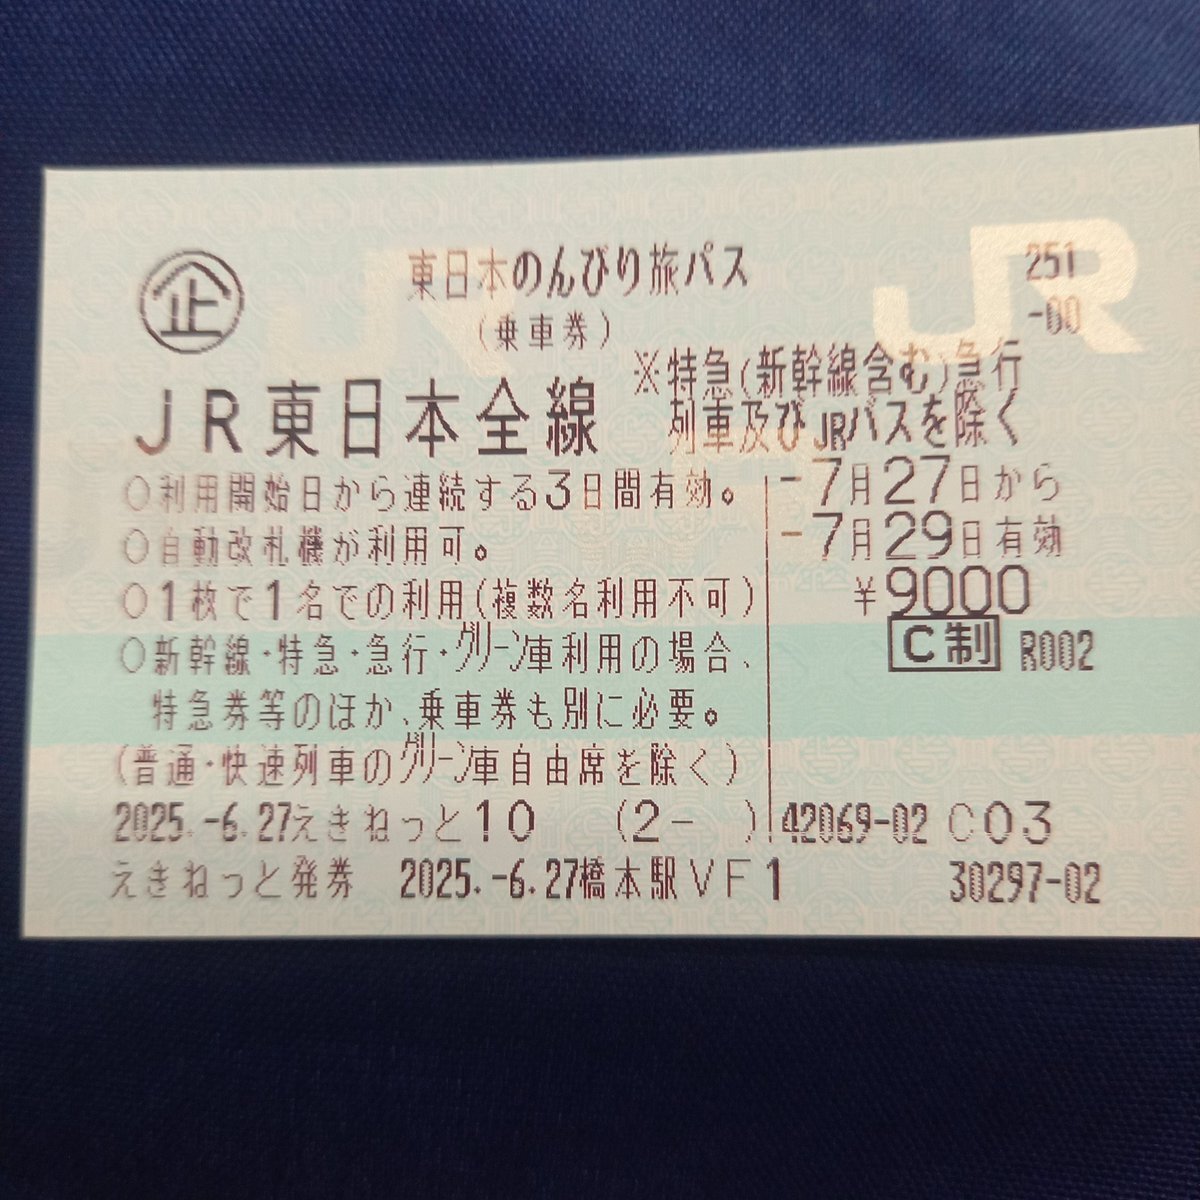 企 東日本のんびり旅パス 251
(乗車券) -00
JR東日本全線 ※特急(新幹線含む)急行
列車及びJRバスを除く
○利用開始日から連続する3日間有効。 -7月27日から
○自動改札機が利用可。 -7月29日有効
○1枚で1名での利用(複数名利用不可) ¥9000
○新幹線・特急・急行・グリーン車利用の場合、 C制 R002
特急券等のほか、乗車券も別に必要。
(普通・快速列車のグリーン車自由席を除く)
2025.-6.27えきねっと10 (2- ) 42069-02 C03
えきねっと発券 2025.-6.27橋本駅VF1 30297-02
JR